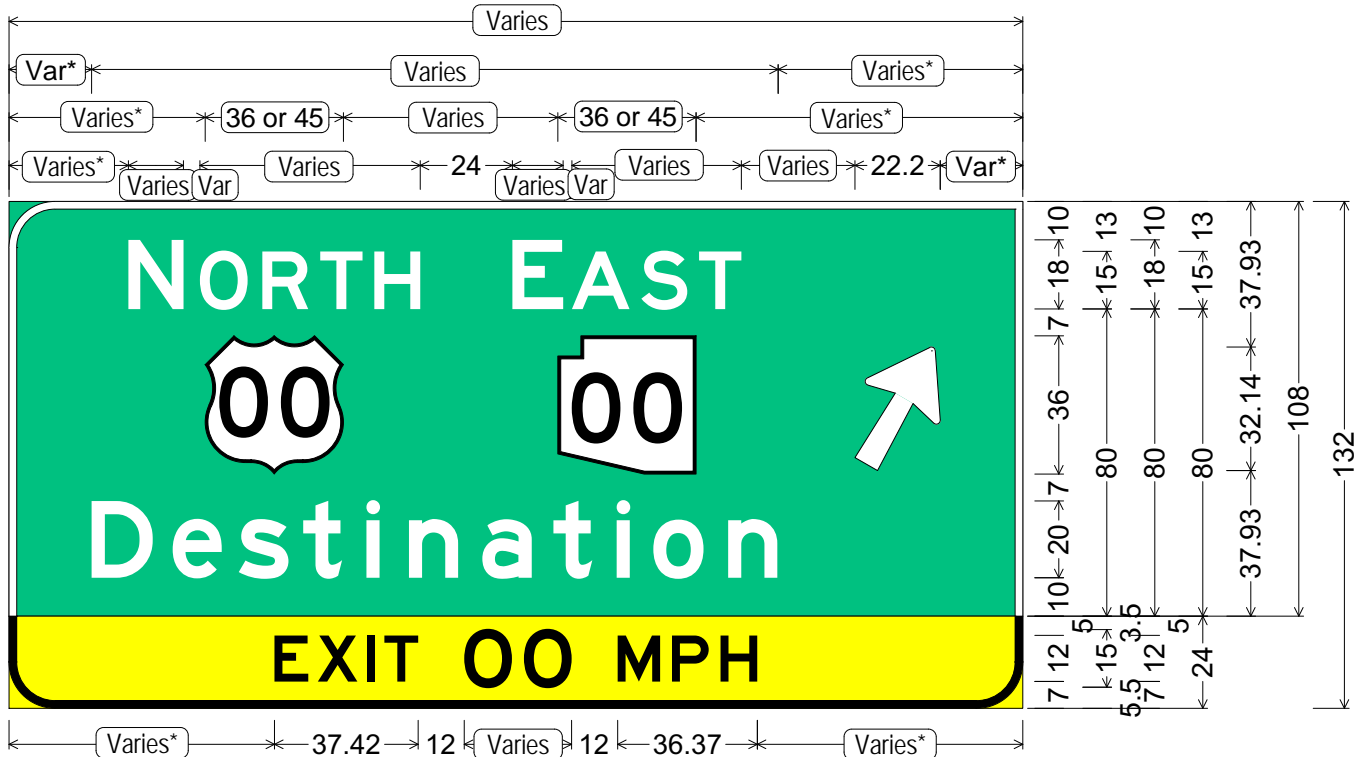 Varies
Var* Varies Varies*
Varies* 36 or 45 Varies 36 or 45 Varies*
Varies* Varies 24 Varies Varies 22.2 Var*
Varies Var Varies Var
NORTH EAST
00 00
Destination
EXIT 00 MPH
10 13 10 13
18 15 18 15 37.93
7
36 80 80 80 32.14 108 132
7
20 37.93
10
5 3.5 5
12 15 12 24
7 5.5 7
Varies* 37.42 12 Varies 12 36.37 Varies*